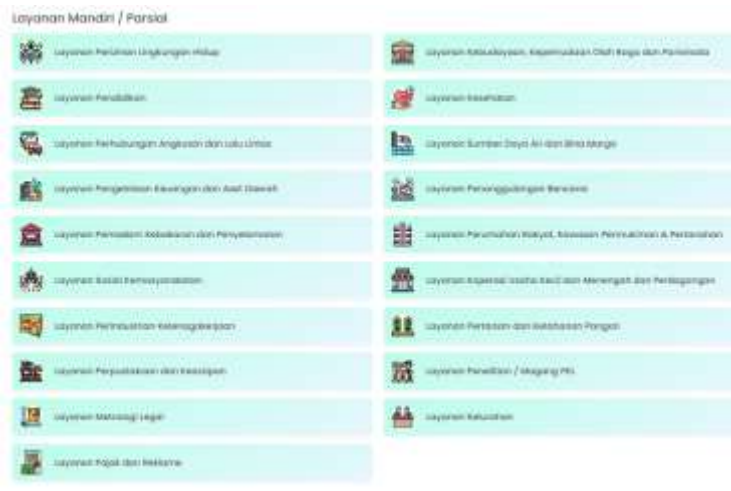 Layanan Mandiri / Parsial
Layanan Perizinan Lingkungan Hidup
Layanan Kebudayaan, Kepemudaan Olah Raga dan Pariwisata
Layanan Pendidikan
Layanan Kesehatan
Layanan Perhubungan Angkutan dan Lalu Lintas
Layanan Sumber Daya Air dan Bina Marga
Layanan Pengelolaan Keuangan dan Aset Daerah
Layanan Penanggulangan Bencana
Layanan Pemadam Kebakaran dan Penyelamatan
Layanan Perumahan Rakyat, Kawasan Permukiman & Pertanahan
Layanan Sosial Kemasyarakatan
Layanan Koperasi Usaha Kecil dan Menengah dan Perdagangan
Layanan Perindustrian Ketenagakerjaan
Layanan Pertanian dan Ketahanan Pangan
Layanan Perpustakaan dan Kearsipan
Layanan Penelitian / Magang PKL
Layanan Metrologi Legal
Layanan Kelurahan
Layanan Pajak dan Reklame